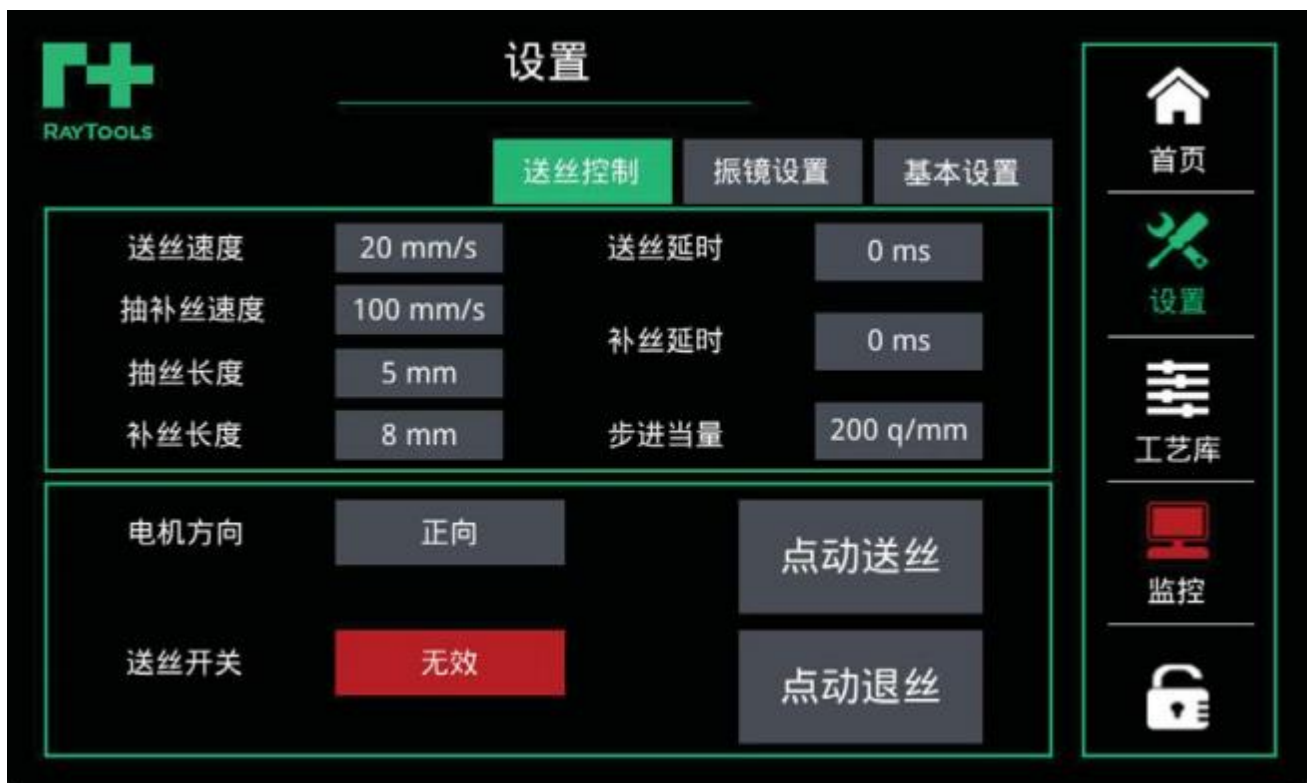 设置
RAYTOOLS
送丝控制 振镜设置 基本设置
送丝速度 20 mm/s 送丝延时 0 ms
抽补丝速度 100 mm/s
补丝延时 0 ms
抽丝长度 5 mm
补丝长度 8 mm 步进当量 200 q/mm
电机方向 正向 点动送丝
送丝开关 无效 点动退丝
首页
设置
工艺库
监控